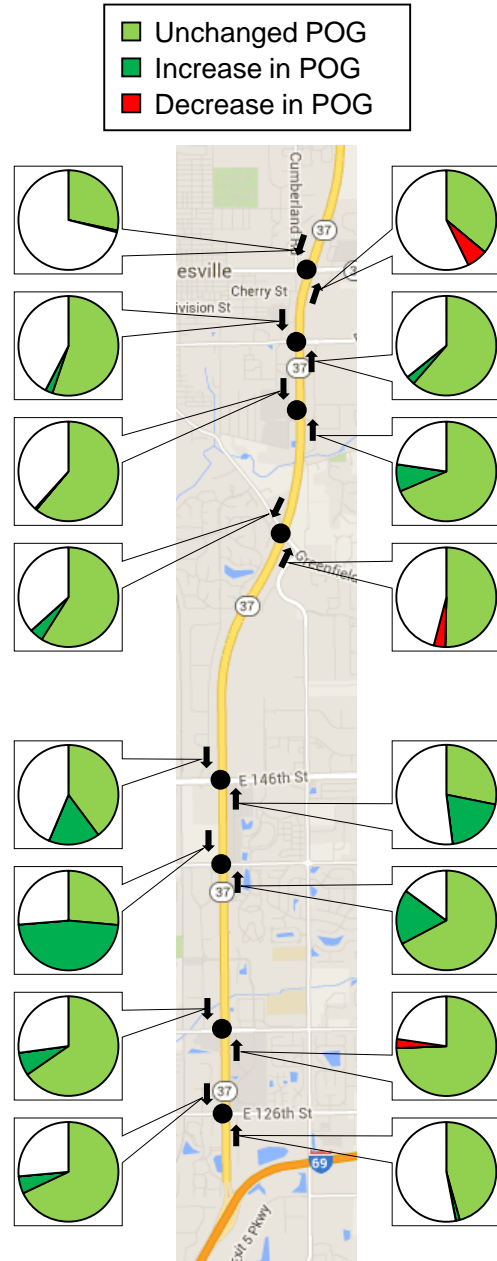 Unchanged POG
Increase in POG
Decrease in POG
Cumberland Rd
37
esville
3
Cherry St
ivision St
37
Greenfield
37
E 146th St
37
37
E 126th St
69
Exit 5 Pkwy